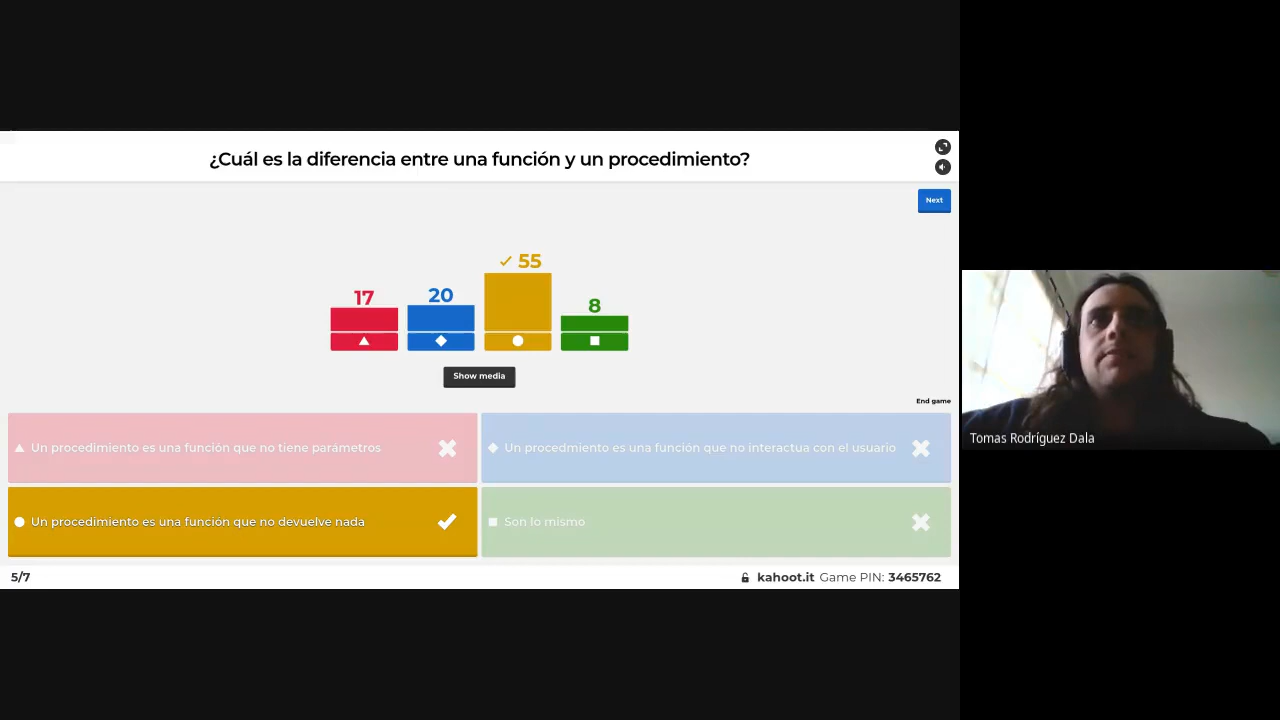 ¿Cuál es la diferencia entre una función y un procedimiento?
Next
17
20
55
8
Show media
End game
Un procedimiento es una función que no tiene parámetros
Un procedmiento es una función que no interactua con el usuario
Un procedimiento es una función que no devuelve nada
Son lo mismo
5/7
kahoot.it Game PIN: 3465762
Tomas Rodríguez Dala